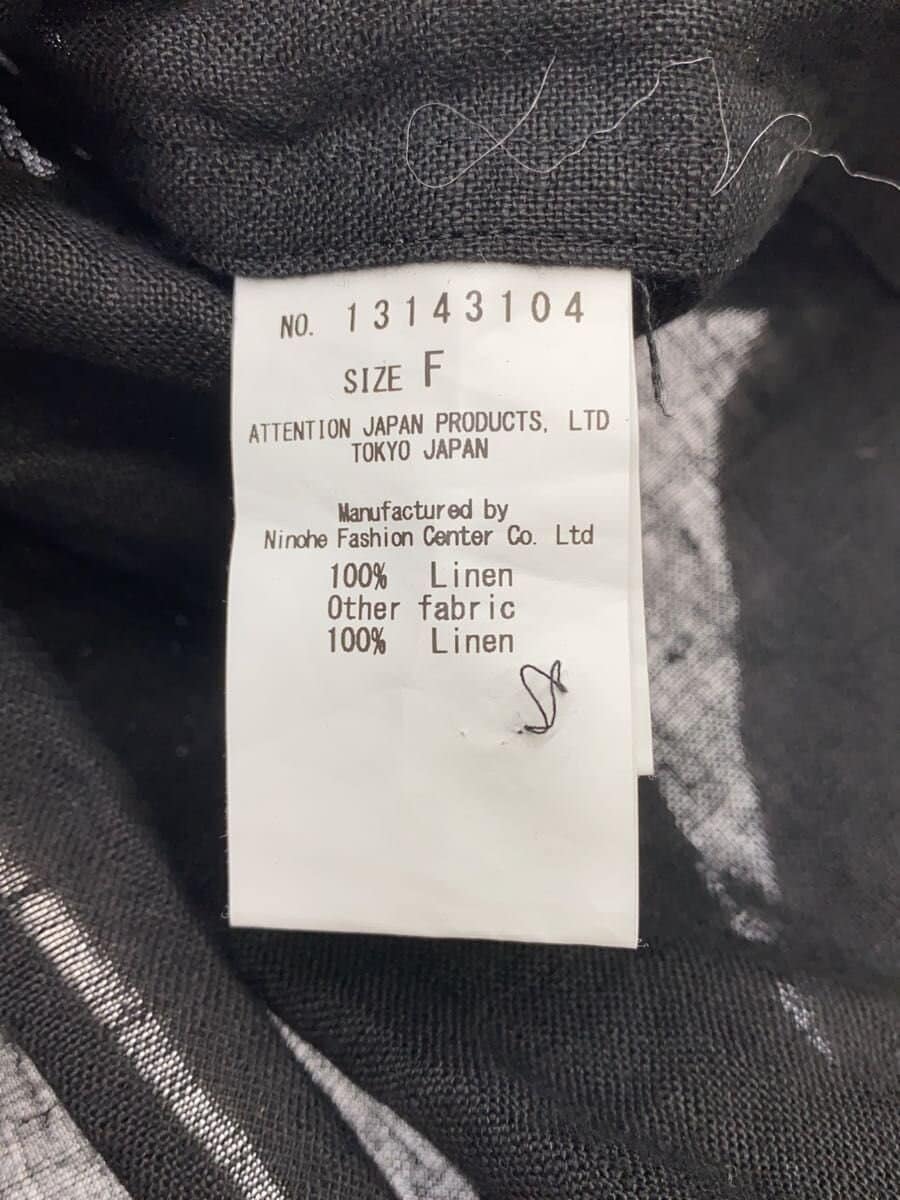 NO. 13143104
SIZE F
ATTENTION JAPAN PRODUCTS, LTD
TOKYO JAPAN
Manufactured by
Ninohe Fashion Center Co. Ltd
100% Linen
Other fabric
100% Linen